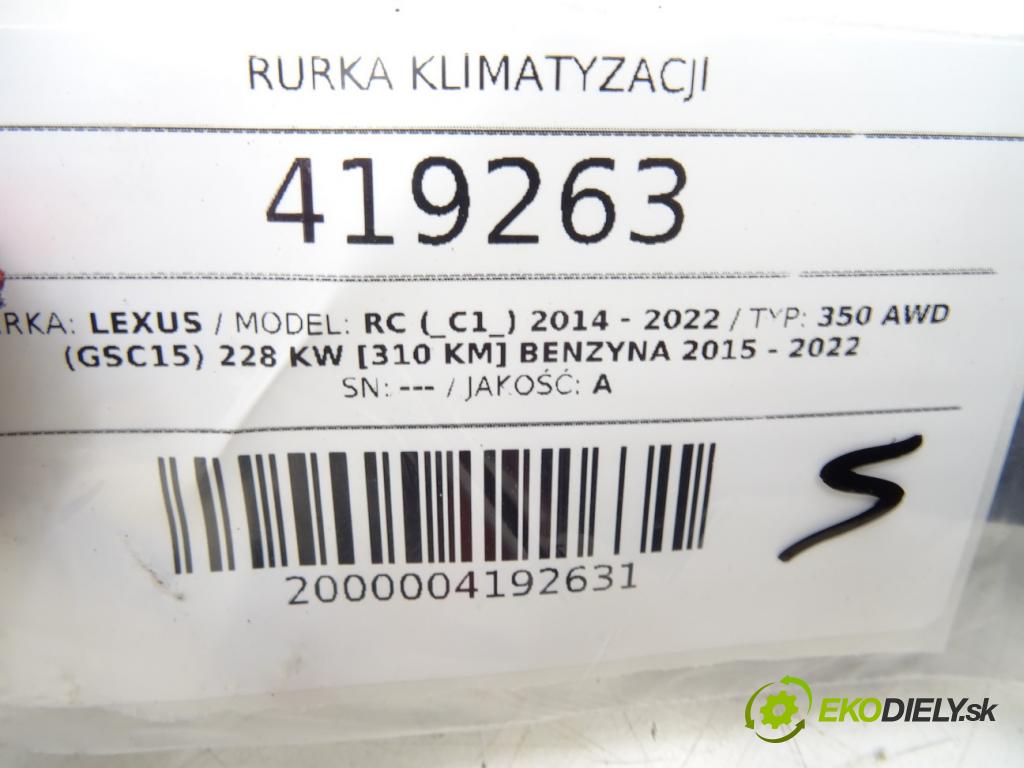 RURKA KLIMATYZACJI
419263
RKA: LEXUS / MODEL: RC (_C1_) 2014 - 2022 / TYP: 350 AWD
(GSC15) 228 KW [310 KM] BENZYNA 2015 - 2022
SN: --- / JAKOŚĆ: A
S
2000004192631
EKODIELY.sk